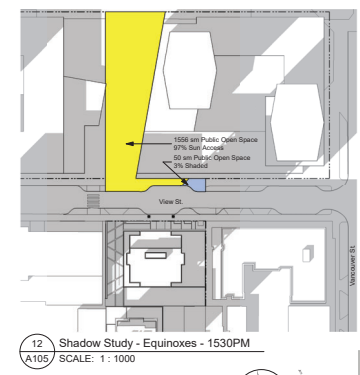 1556 sm Public Open Space
97% Sun Access
50 sm Public Open Space
3% Shaded
View St.
Vancouver St.
12 Shadow Study - Equinoxes - 1530PM
A105 SCALE: 1 : 1000